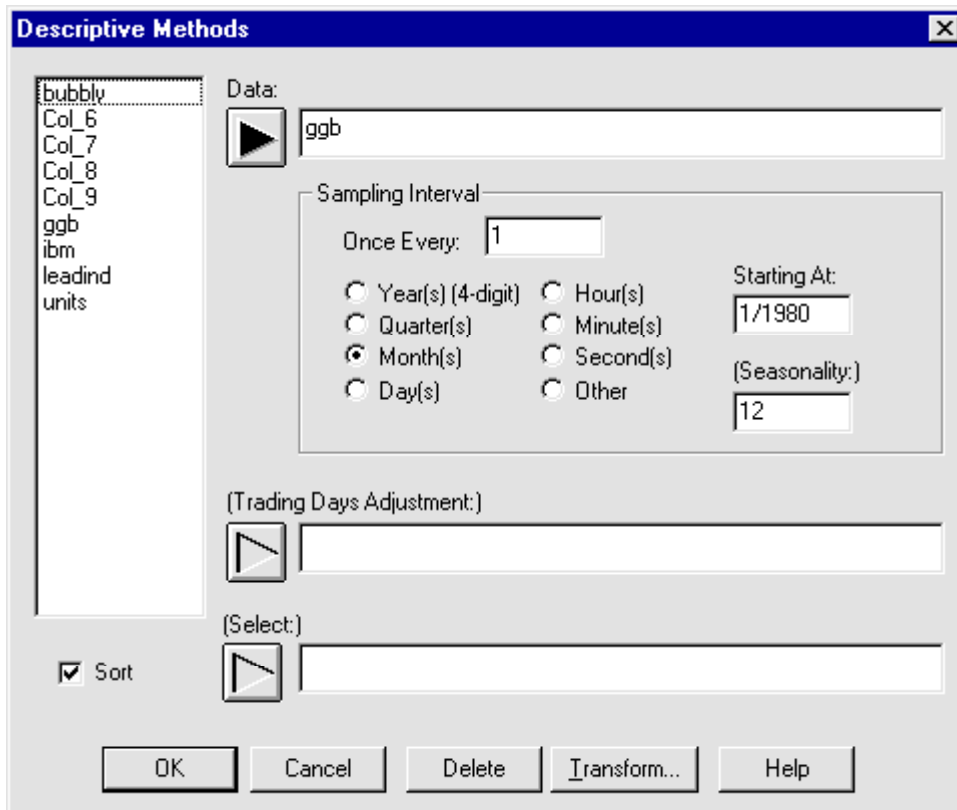 Descriptive Methods
bubbly
Col_6
Col_7
Col_8
Col_9
ggb
ibm
leadind
units
Sort
Data:
ggb
Sampling Interval
Once Every: 1
Year(s) (4-digit)
Quarter(s)
Month(s)
Day(s)
Hour(s)
Minute(s)
Second(s)
Other
Starting At:
1/1980
(Seasonality:)
12
(Trading Days Adjustment:)
(Select:)
OK Cancel Delete Transform... Help